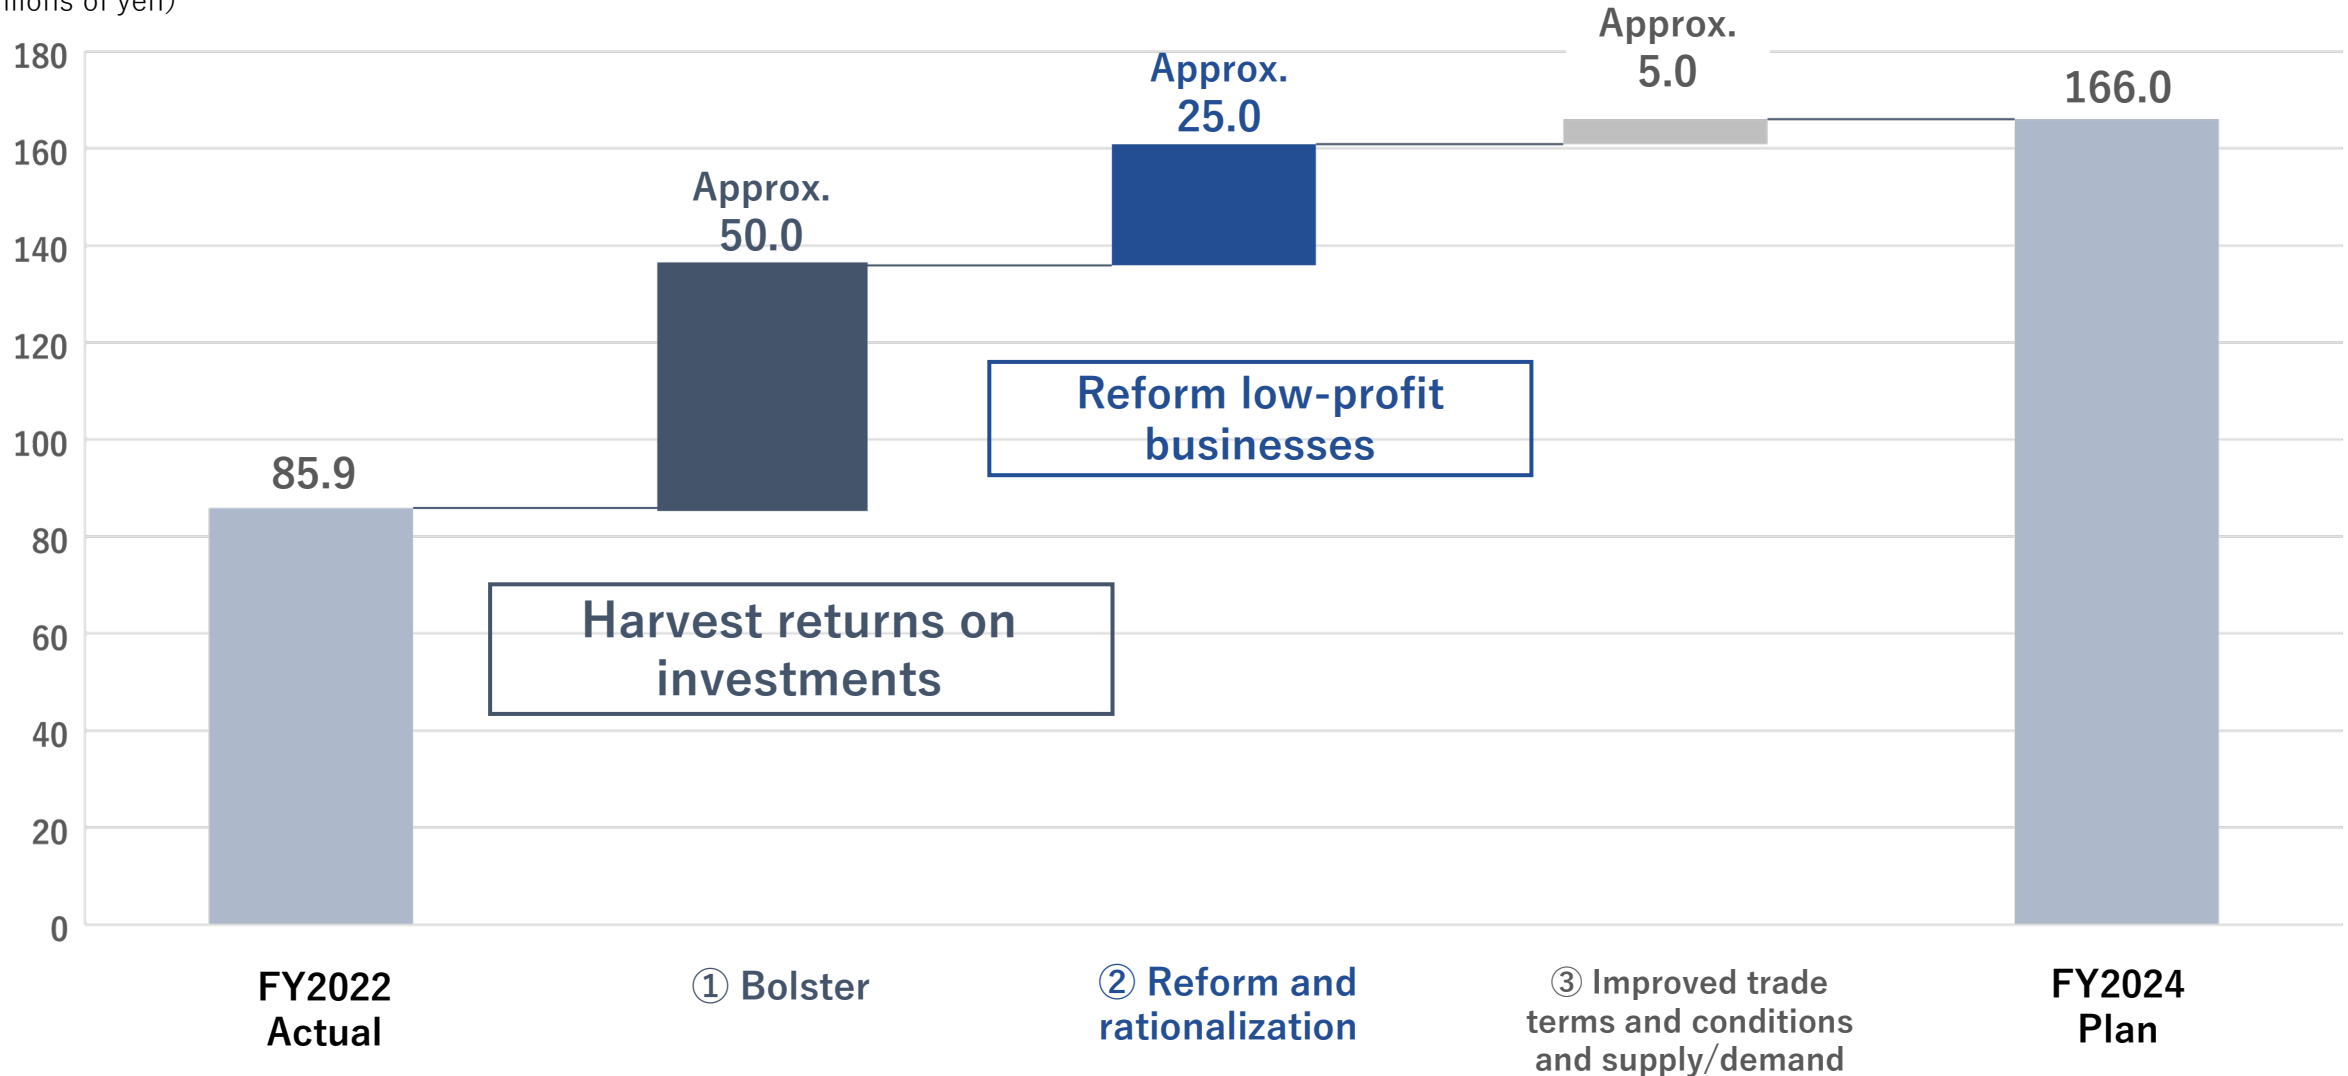 of yen)
180
160
140
120
100
80
60
40
20
0
85.9
Approx.
50.0
Approx.
25.0
Approx.
5.0
166.0
Harvest returns on
investments
Reform low-profit
businesses
FY2022
Actual
① Bolster
② Reform and
rationalization
③ Improved trade
terms and conditions
and supply/demand
FY2024
Plan